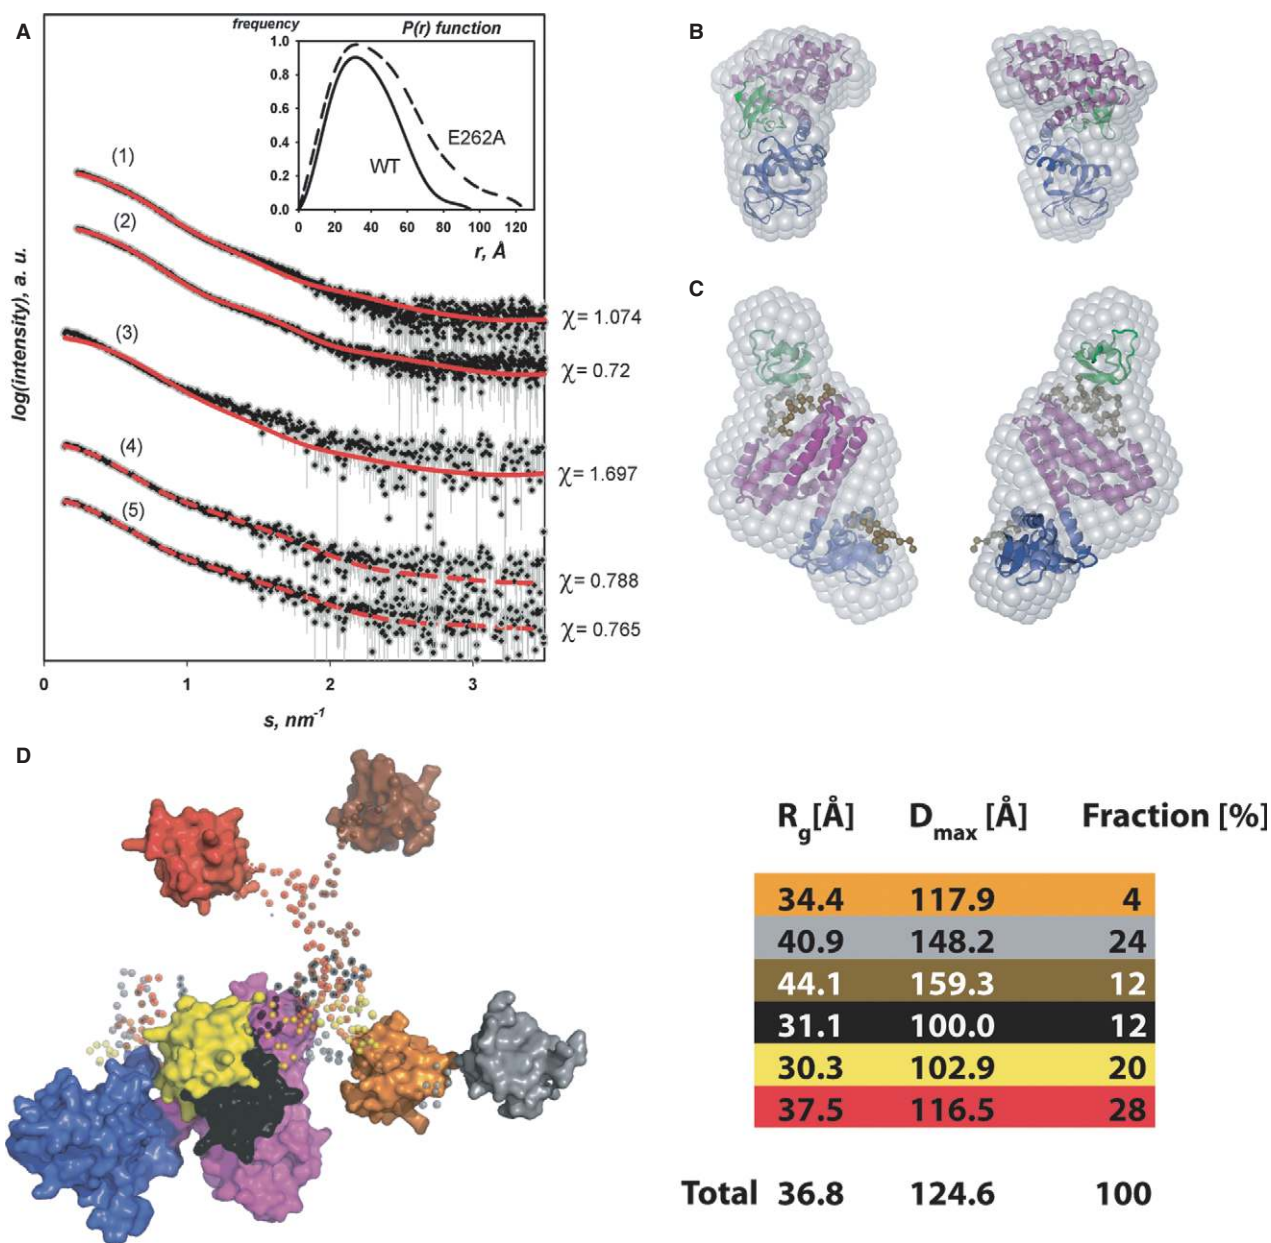 A
frequency
P(r) function
1.0
0.8
0.6
0.4
0.2
0.0
E262A
WT
0 20 40 60 80 100 120
r, Å
(1)
(2)
(3)
(4)
(5)
log(intensity), a. u.
χ= 1.074
χ= 0.72
χ= 1.697
χ= 0.788
χ= 0.765
0 1 2 3
s, nm-1
B
C
D
Rg[Å] Dmax [Å] Fraction [%]
34.4 117.9 4
40.9 148.2 24
44.1 159.3 12
31.1 100.0 12
30.3 102.9 20
37.5 116.5 28
Total 36.8 124.6 100